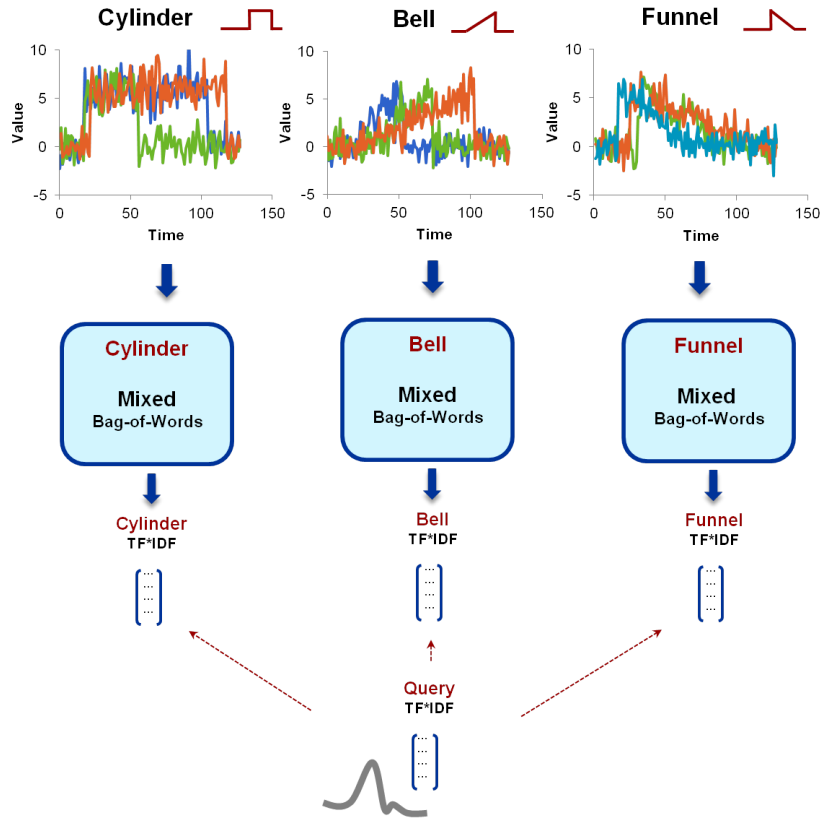 Cylinder
Bell
Funnel
10
5
0
-5
Value
0
50
100
150
Time
10
5
0
-5
Value
0
50
100
150
Time
10
5
0
-5
Value
0
50
100
150
Time
Cylinder
Mixed
Bag-of-Words
Bell
Mixed
Bag-of-Words
Funnel
Mixed
Bag-of-Words
Cylinder
TF*IDF
...
...
...
...
Bell
TF*IDF
...
...
...
...
Funnel
TF*IDF
...
...
...
...
Query
TF*IDF
...
...
...
...